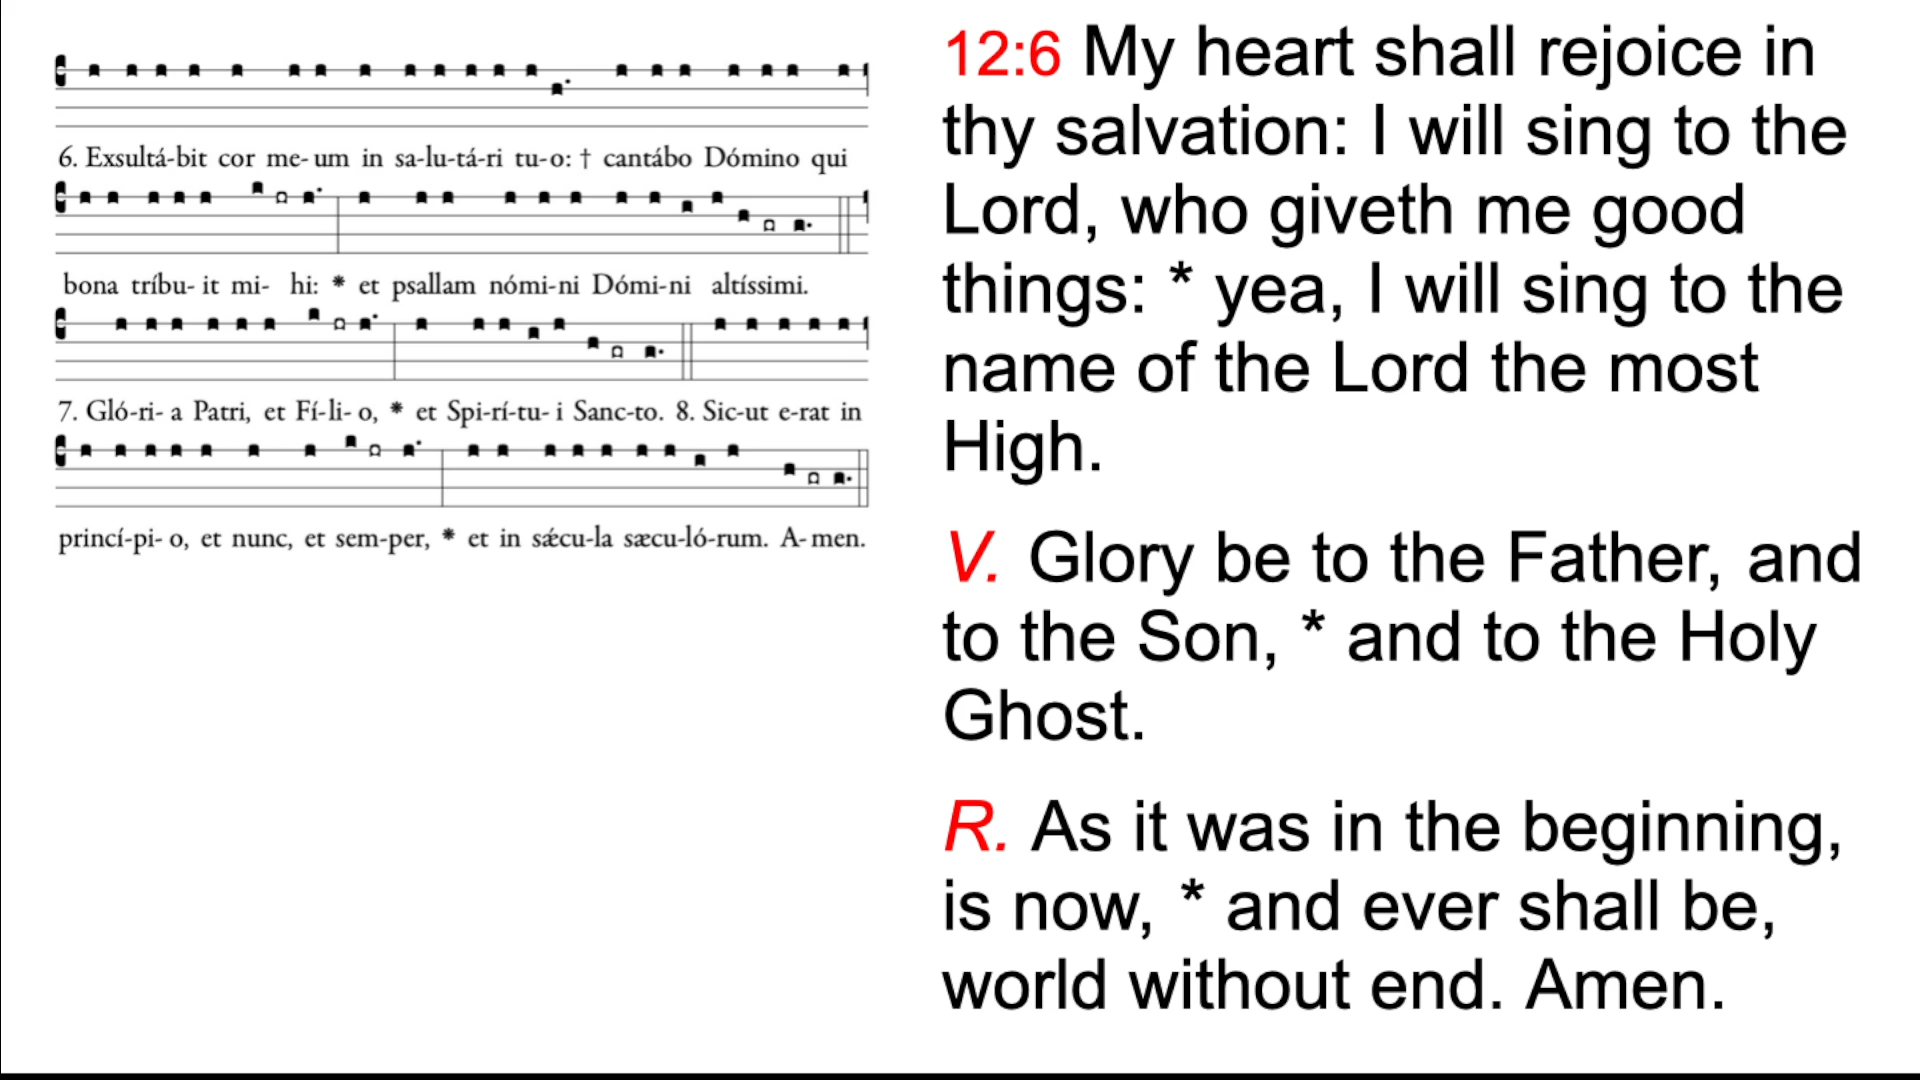 6. Exsultá-bit cor me-um in sa-lu-tá-ri tu-o: † cantábo Dómino qui
bona tríbu-it mi- hi: * et psallam nómi-ni Dómi-ni altíssimi.
7. Gló-ri-a Patri, et Fí-li-o, * et Spi-rí-tu-i Sanc-to. 8. Sic-ut e-rat in
princí-pi-o, et nunc, et sem-per, * et in sǽcu-la sæcu-ló-rum. A-men.
12:6 My heart shall rejoice in
thy salvation: I will sing to the
Lord, who giveth me good
things: * yea, I will sing to the
name of the Lord the most
High.
V. Glory be to the Father, and
to the Son, * and to the Holy
Ghost.
R. As it was in the beginning,
is now, * and ever shall be,
world without end. Amen.